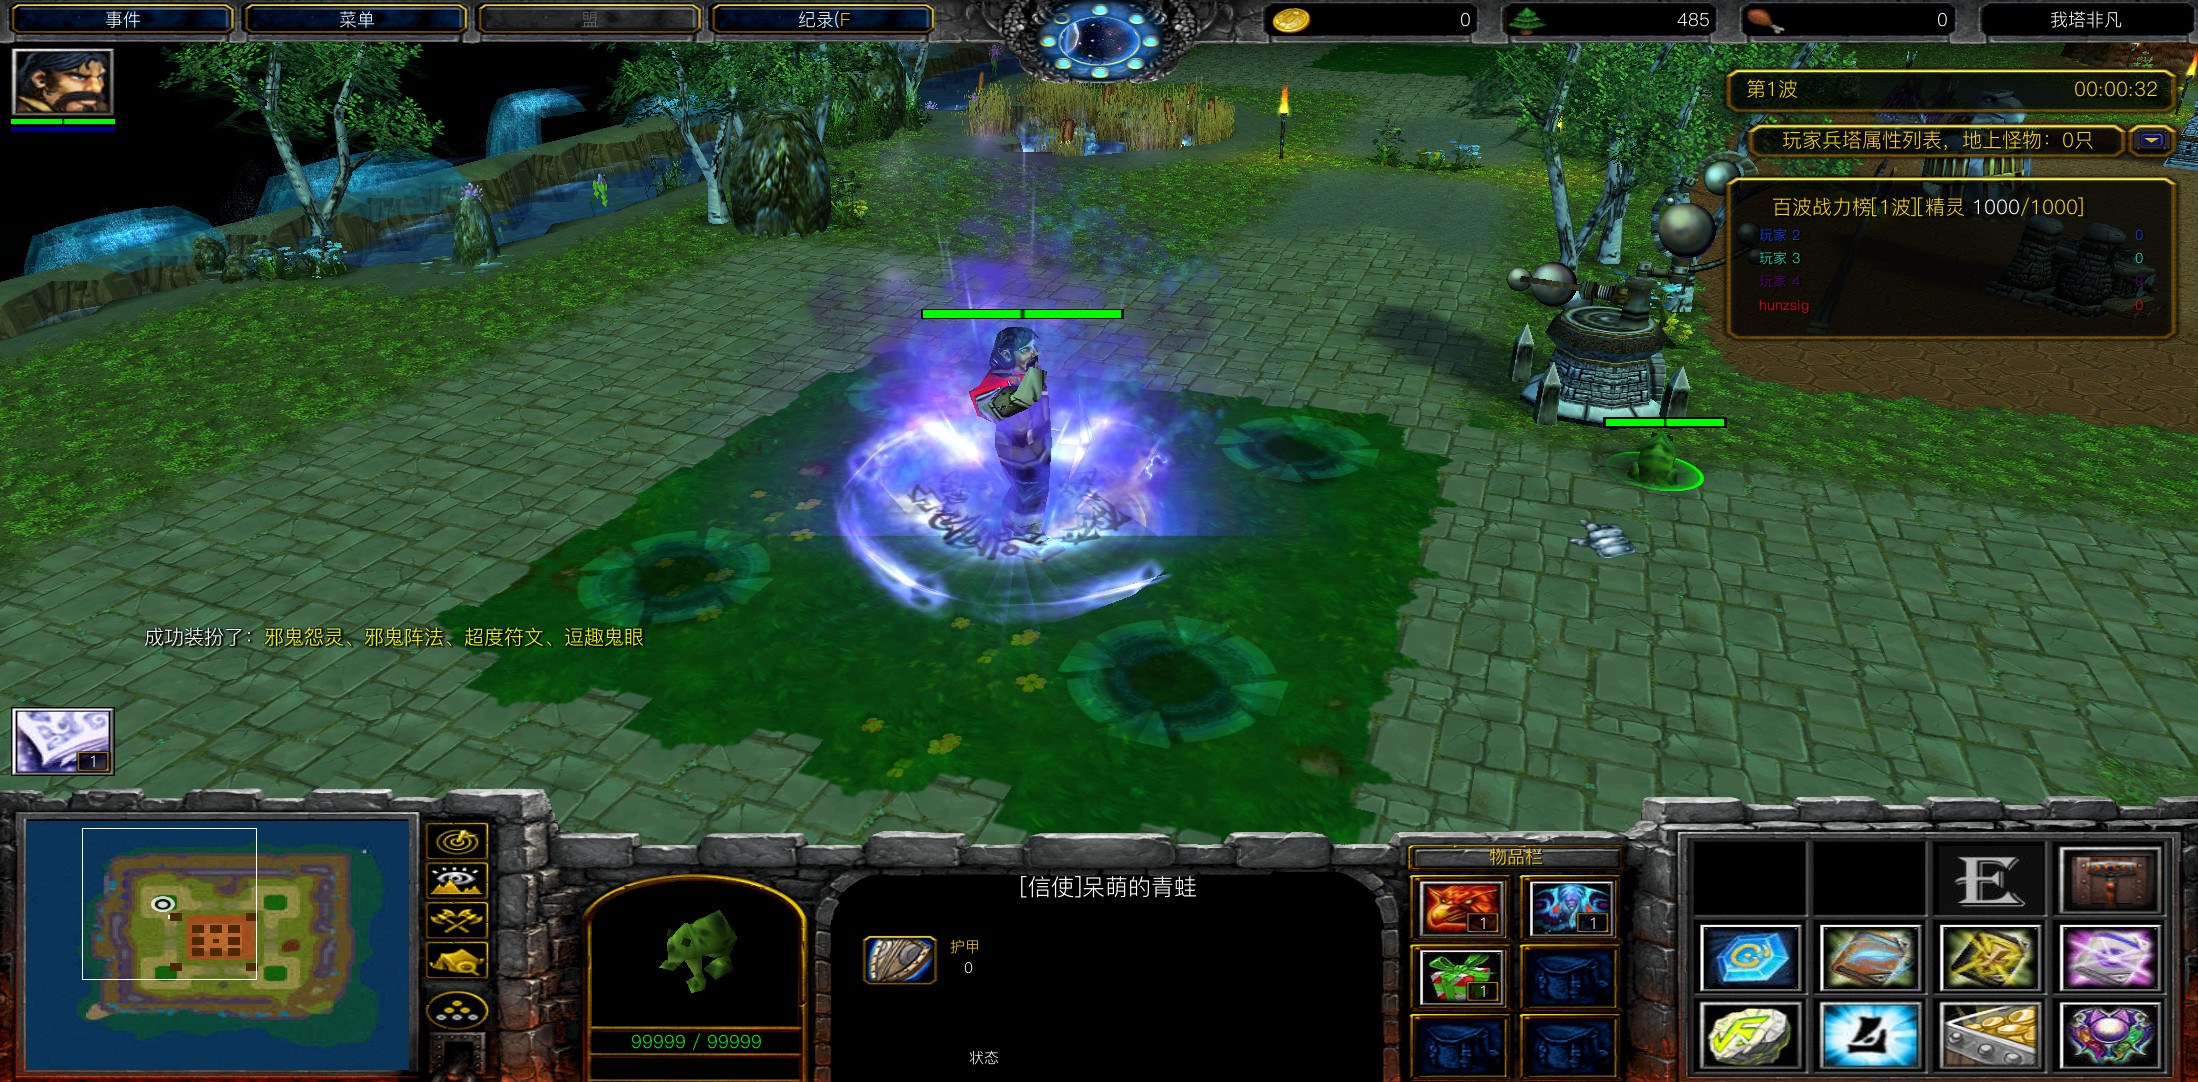 事件
菜单
盟
纪录(F
0
485
0
我塔非凡
第1波
00:00:32
玩家兵塔属性列表，地上怪物：0只
百波战力榜[1波][精灵 1000/1000]
玩家 2
0
玩家 3
0
玩家 4
0
hunzsig
0
成功装扮了：邪鬼怨灵、邪鬼阵法、超度符文、逗趣鬼眼
1
[信使]呆萌的青蛙
护甲
0
99999 / 99999
状态
物品栏
1
1
1
E
L